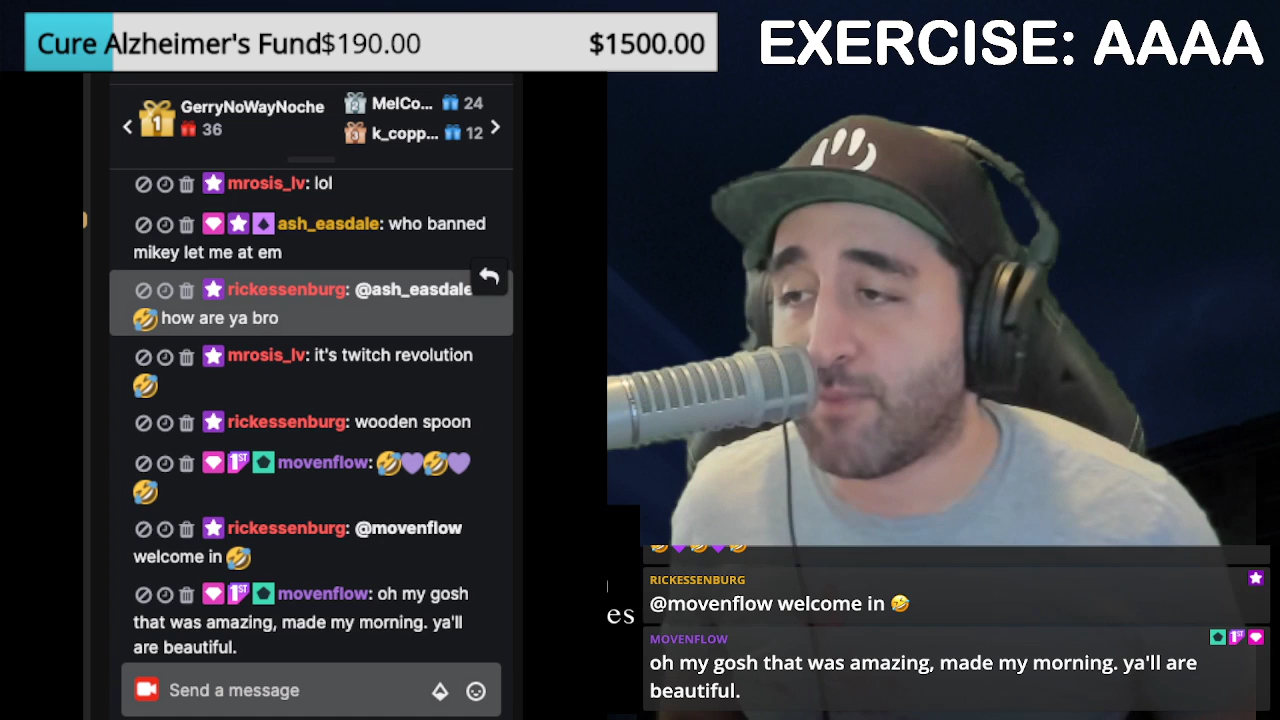 Cure Alzheimer's Fund$190.00 $1500.00
EXERCISE: AAAA
GerryNoWayNoche
36
MelCo... 24
k_copp... 12
mrosis_lv: lol
ash_easdale: who banned
mikey let me at em
rickessenburg: @ash_easdale
🤣 how are ya bro
mrosis_lv: it's twitch revolution
🤣
rickessenburg: wooden spoon
movenflow: 🤣💜🤣💜
🤣
rickessenburg: @movenflow
welcome in 🤣
movenflow: oh my gosh
that was amazing, made my morning. ya'll
are beautiful.
Send a message
es
🤣💜🤣💜🤣
RICKESSENBURG
@movenflow welcome in 🤣
MOVENFLOW
oh my gosh that was amazing, made my morning. ya'll are
beautiful.